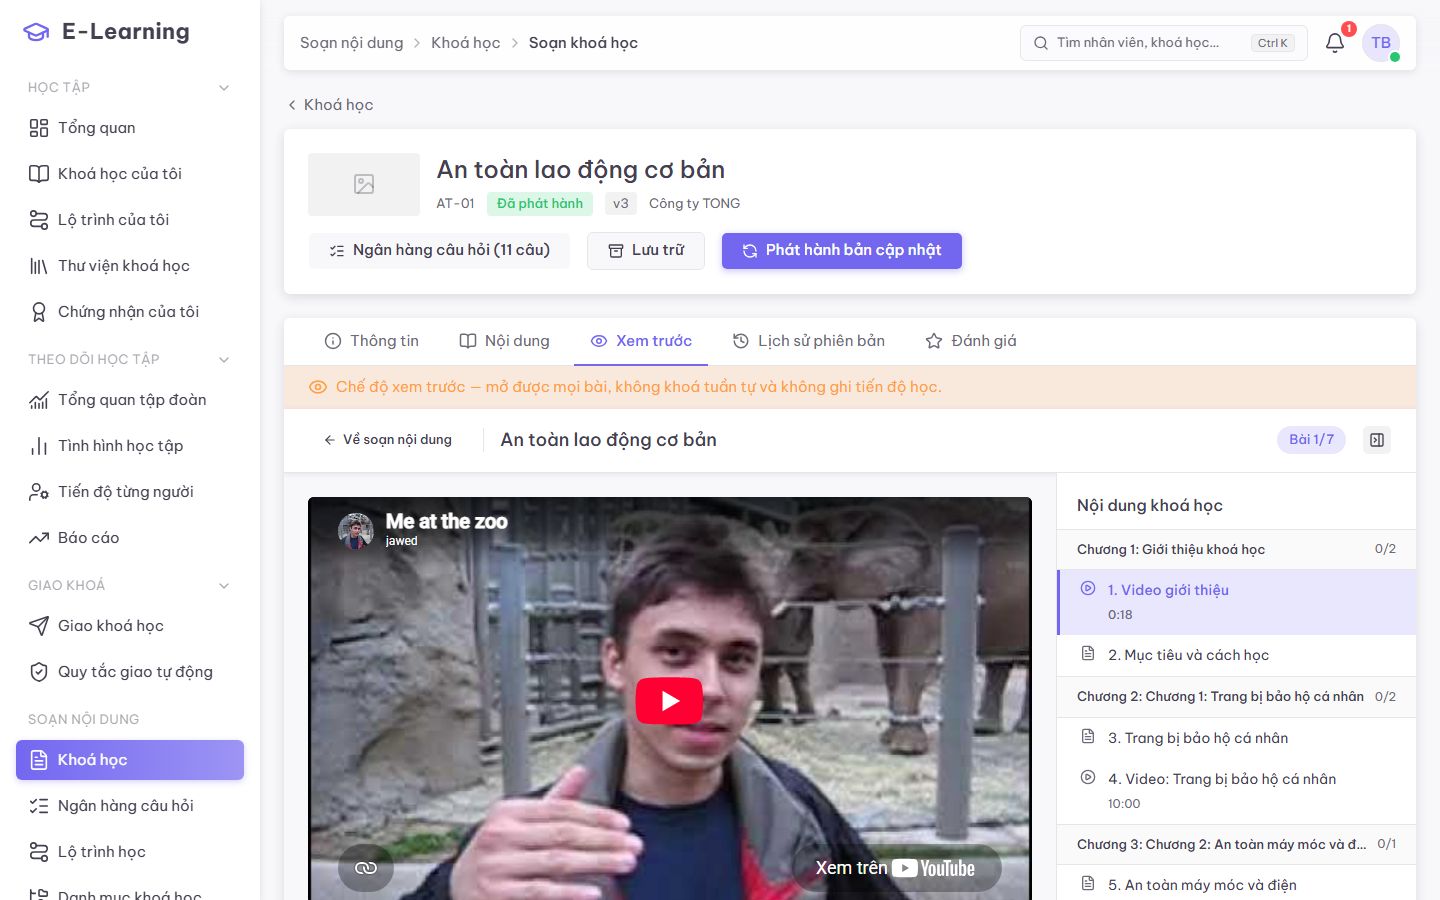 E-Learning
HỌC TẬP
Tổng quan
Khoá học của tôi
Lộ trình của tôi
Thư viện khoá học
Chứng nhận của tôi
THEO DÕI HỌC TẬP
Tổng quan tập đoàn
Tình hình học tập
Tiến độ từng người
Báo cáo
GIAO KHOÁ
Giao khoá học
Quy tắc giao tự động
SOẠN NỘI DUNG
Khoá học
Ngân hàng câu hỏi
Lộ trình học
Danh mục khoá học
Soạn nội dung > Khoá học > Soạn khoá học
Tìm nhân viên, khoá học... Ctrl K
1
TB
Khoá học
An toàn lao động cơ bản
AT-01 Đã phát hành v3 Công ty TONG
Ngân hàng câu hỏi (11 câu) Lưu trữ Phát hành bản cập nhật
Thông tin Nội dung Xem trước Lịch sử phiên bản Đánh giá
Chế độ xem trước — mở được mọi bài, không khoá tuần tự và không ghi tiến độ học.
Về soạn nội dung An toàn lao động cơ bản Bài 1/7
Me at the zoo
jawed
Xem trên YouTube
Nội dung khoá học
Chương 1: Giới thiệu khoá học 0/2
1. Video giới thiệu
0:18
2. Mục tiêu và cách học
Chương 2: Chương 1: Trang bị bảo hộ cá nhân 0/2
3. Trang bị bảo hộ cá nhân
4. Video: Trang bị bảo hộ cá nhân
10:00
Chương 3: Chương 2: An toàn máy móc và đ... 0/1
5. An toàn máy móc và điện